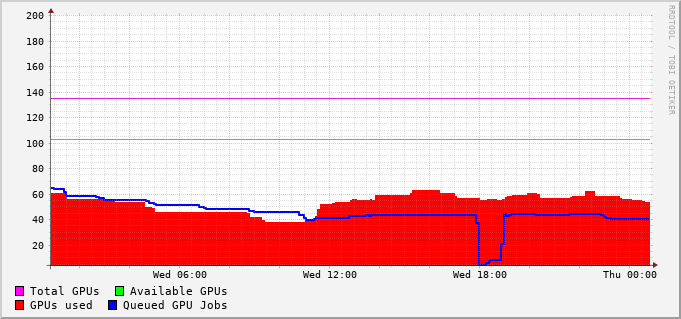 200
180
160
140
120
100
80
60
40
20
Wed 06:00 Wed 12:00 Wed 18:00 Thu 00:00
Total GPUs Available GPUs
GPUs used Queued GPU Jobs
RRDTOOL / TOBI OETIKER